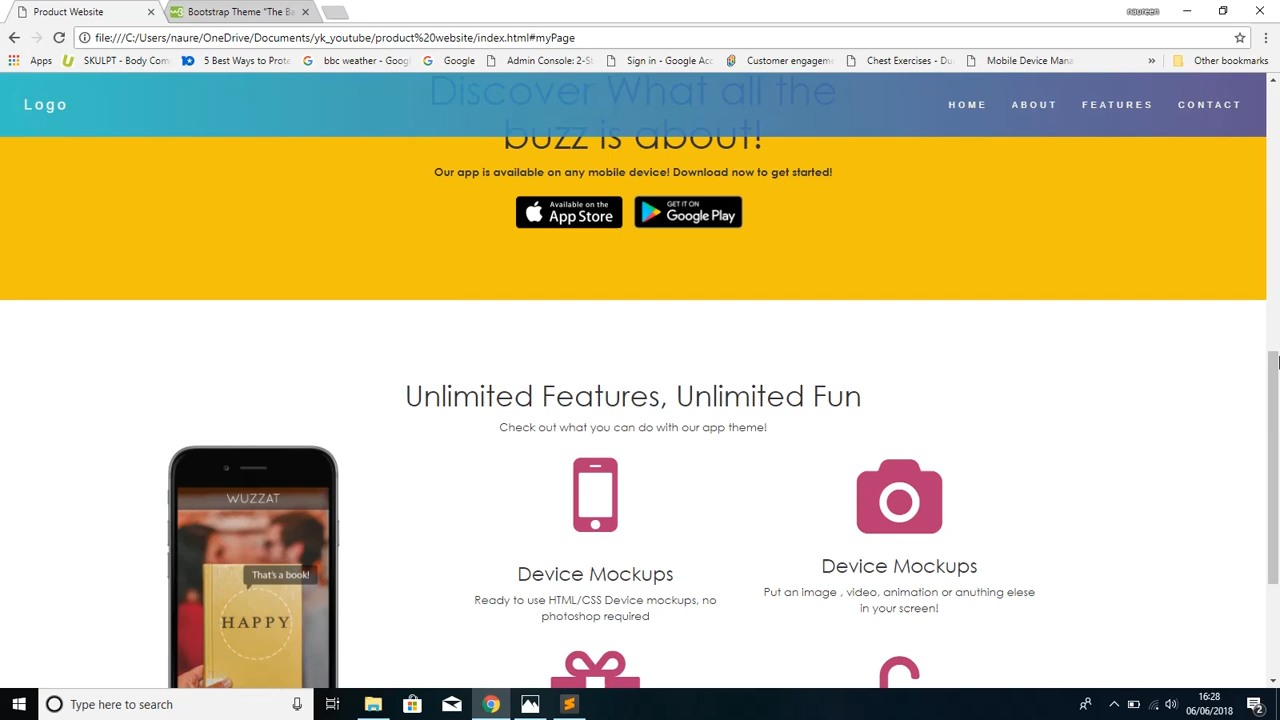 Product Website
Bootstrap Theme "The Ba
naureen
file:///C:/Users/naure/OneDrive/Documents/yk_youtube/product%20website/index.html#myPage
Apps
SKULPT - Body Com
5 Best Ways to Prote
bbc weather - Goog
Google
Admin Console: 2-S
Sign in - Google Acc
Customer engagem
Chest Exercises - Du
Mobile Device Man
»
Other bookmarks
Logo
HOME
ABOUT
FEATURES
CONTACT
Discover What all the
buzz is about!
Our app is available on any mobile device! Download now to get started!
Available on the
App Store
GET IT ON
Google Play
Unlimited Features, Unlimited Fun
Check out what you can do with our app theme!
WUZZAT
That's a book!
HAPPY
Device Mockups
Ready to use HTML/CSS Device mockups, no
photoshop required
Device Mockups
Put an image , video, animation or anuthing elese
in your screen!
Type here to search
16:28
06/06/2018
2